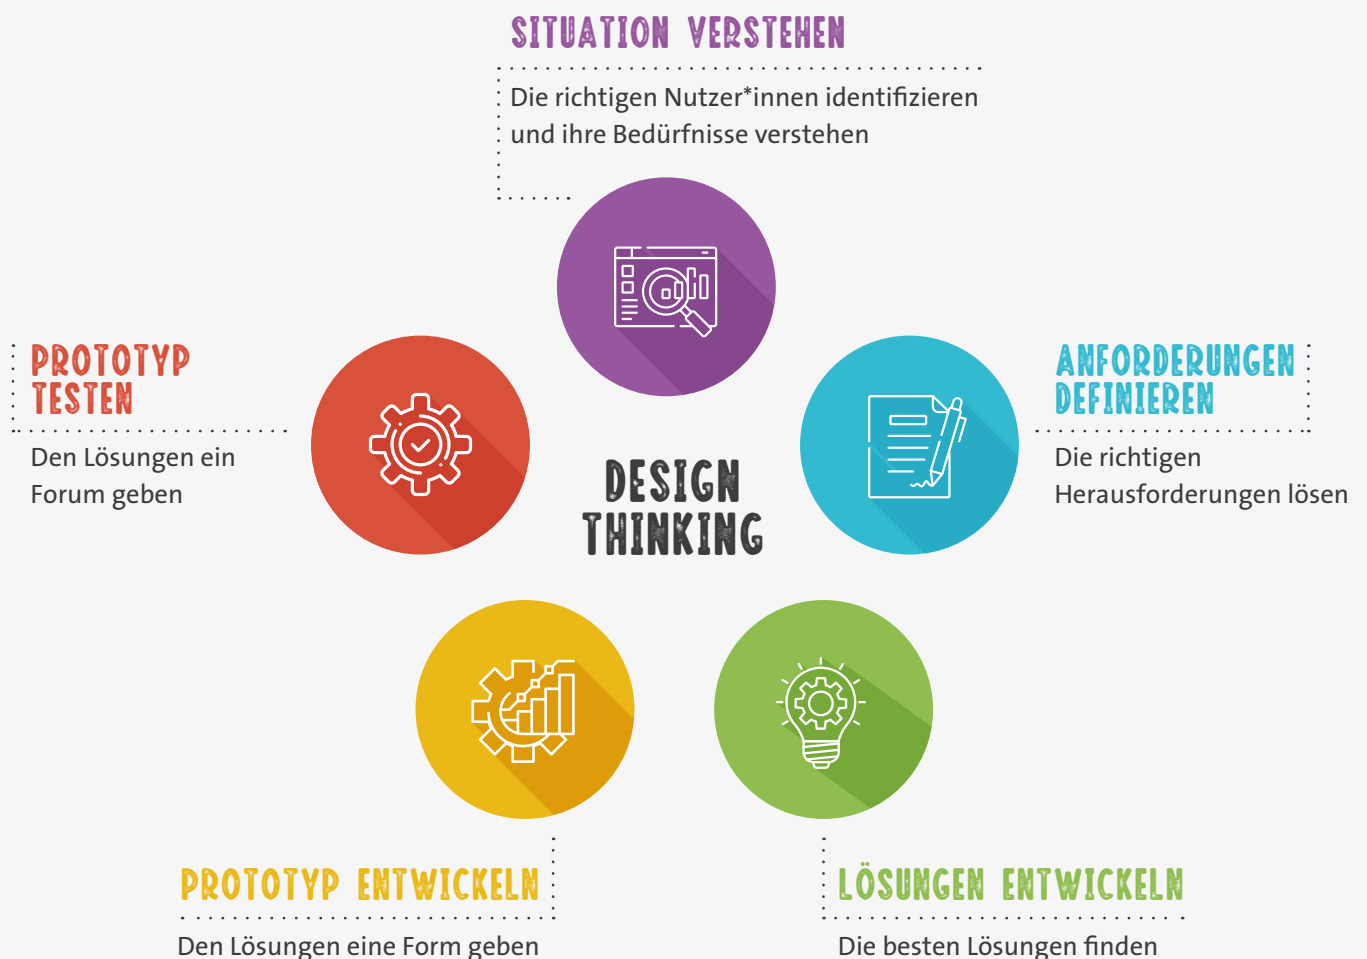 SITUATION VERSTEHEN
Die richtigen Nutzer*innen identifizieren
und ihre Bedürfnisse verstehen
PROTOTYP
TESTEN
Den Lösungen ein
Forum geben
DESIGN
THINKING
ANFORDERUNGEN
DEFINIEREN
Die richtigen
Herausforderungen lösen
PROTOTYP ENTWICKELN
Den Lösungen eine Form geben
LÖSUNGEN ENTWICKELN
Die besten Lösungen finden